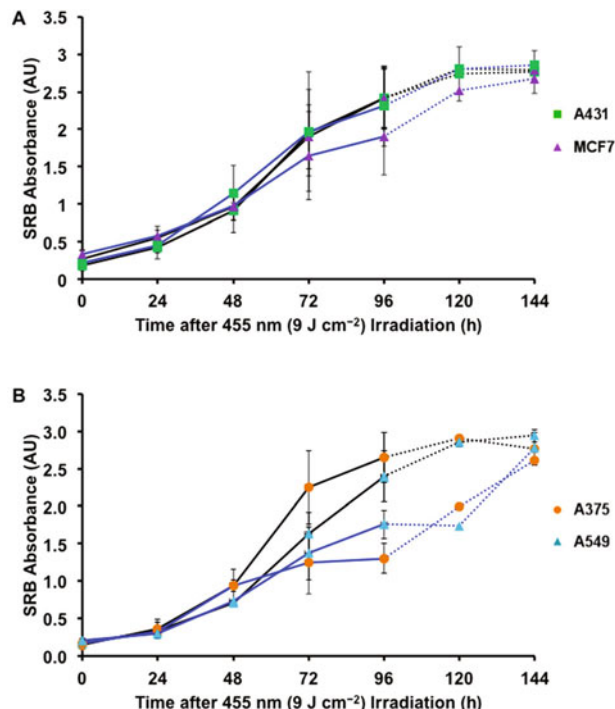 A
SRB Absorbance (AU)
3.5
3
2.5
2
1.5
1
0.5
0
0 24 48 72 96 120 144
Time after 455 nm (9 J cm⁻²) Irradiation (h)
A431
MCF7
B
SRB Absorbance (AU)
3.5
3.0
2.5
2.0
1.5
1.0
0.5
0.0
0 24 48 72 96 120 144
Time after 455 nm (9 J cm⁻²) Irradiation (h)
A375
A549